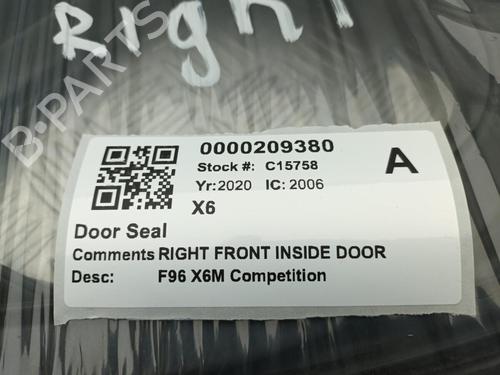 Right
B-PARTS
0000209380
Stock #: C15758
A
Yr: 2020 IC: 2006
X6
Door Seal
Comments RIGHT FRONT INSIDE DOOR
Desc: F96 X6M Competition